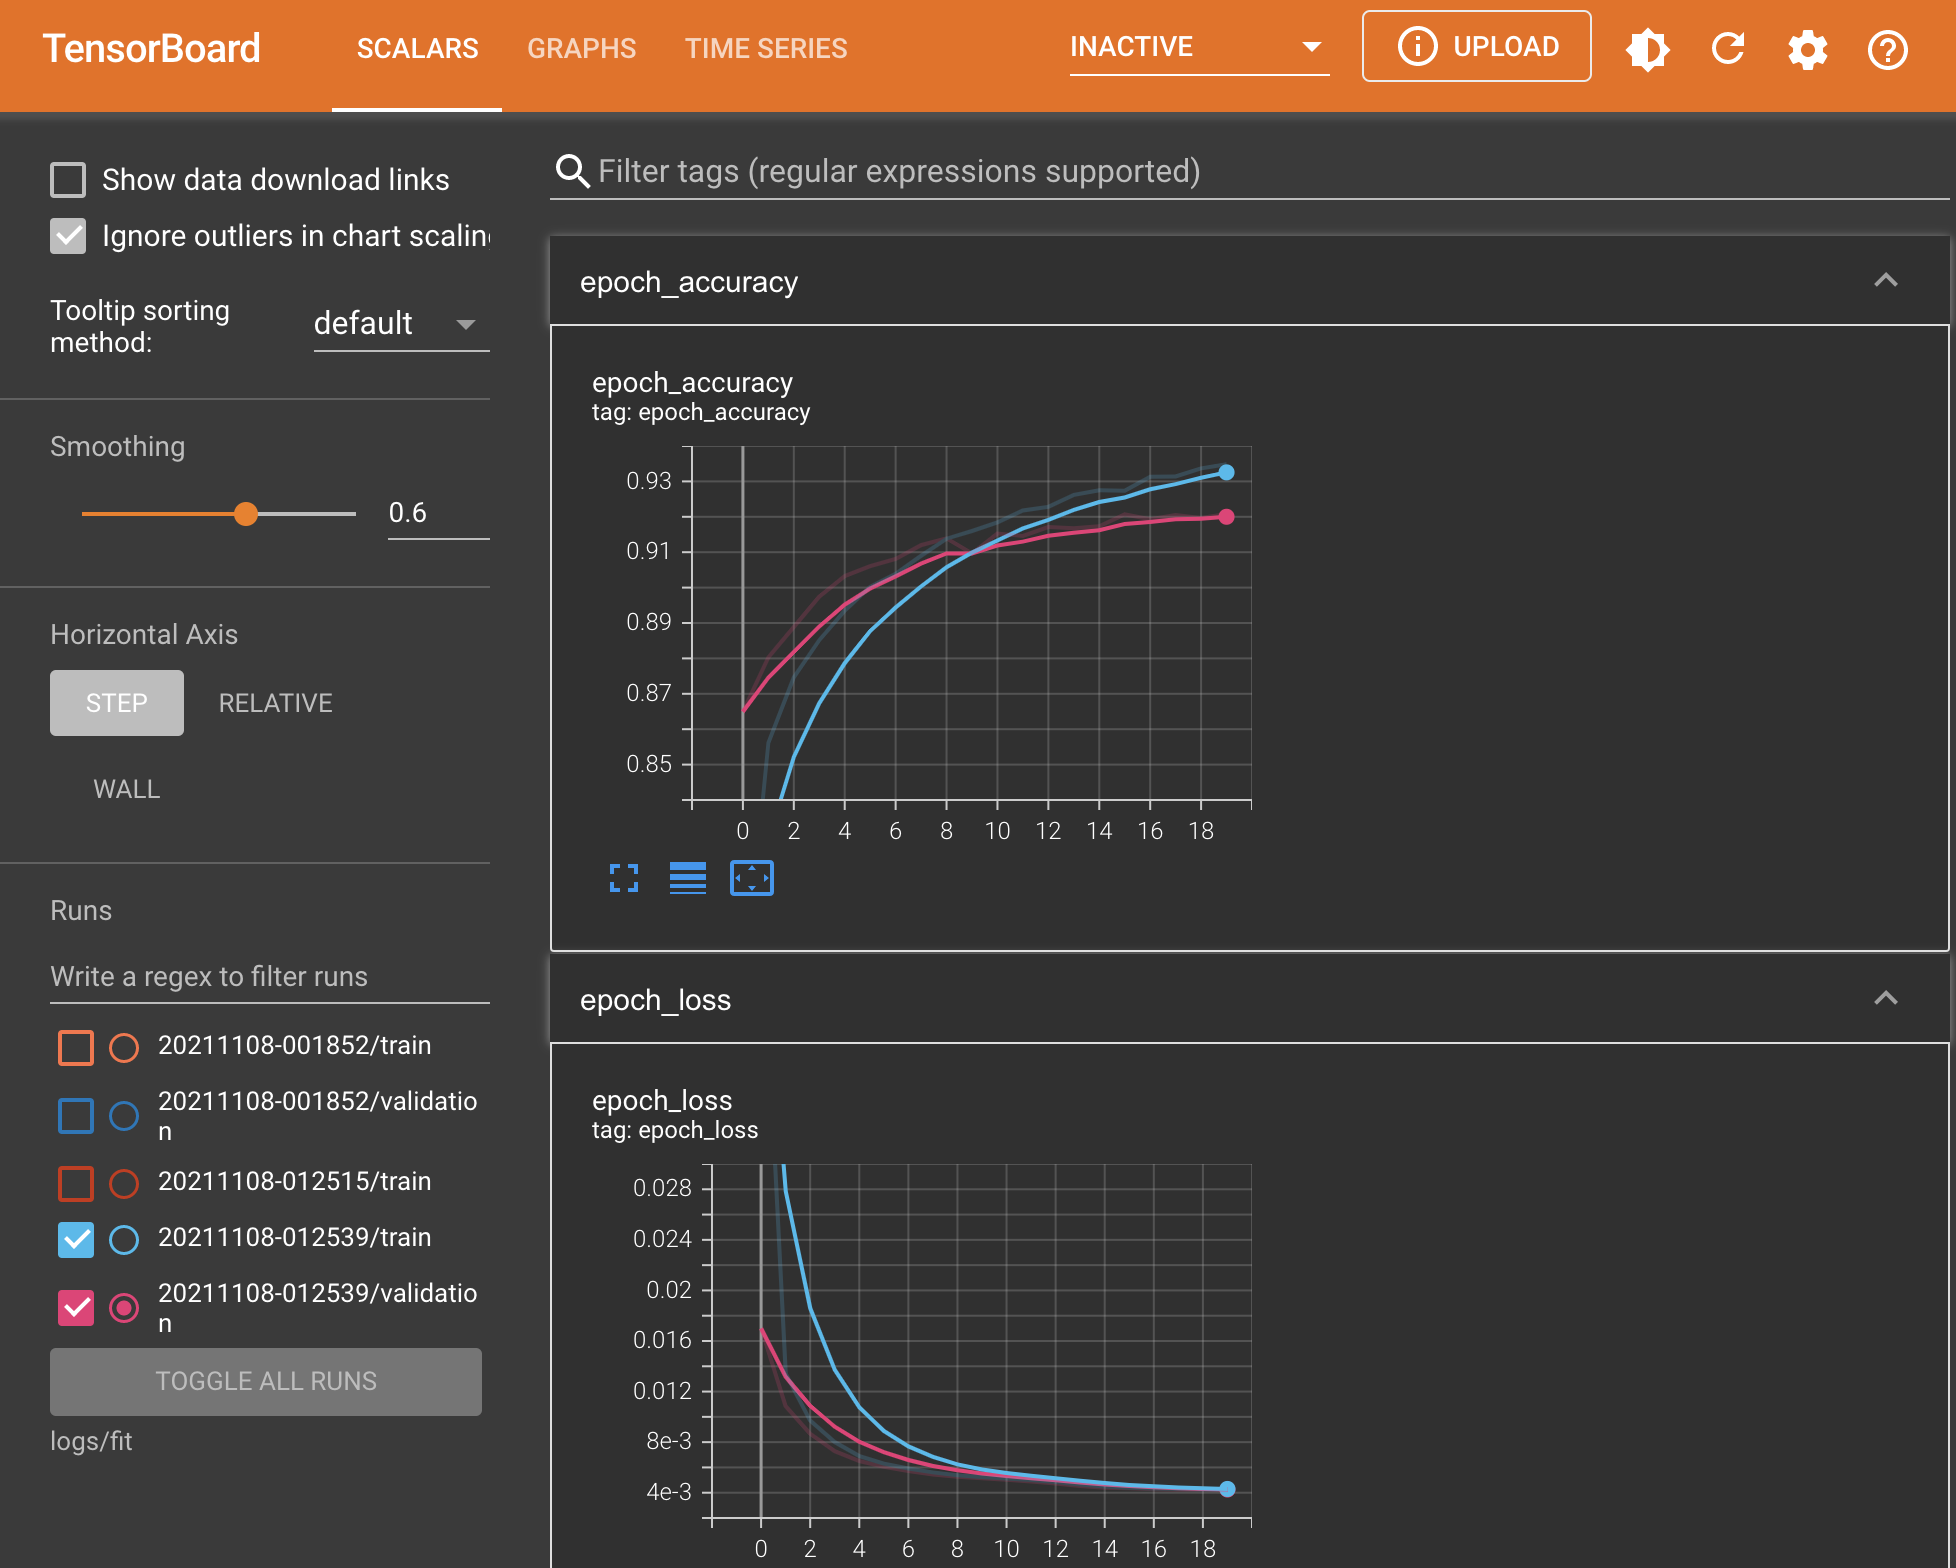 TensorBoard
SCALARS
GRAPHS
TIME SERIES
INACTIVE
UPLOAD
Show data download links
Ignore outliers in chart scaling
Tooltip sorting
method:
default
Smoothing
0.6
Horizontal Axis
STEP
RELATIVE
WALL
Runs
Write a regex to filter runs
20211108-001852/train
20211108-001852/validatio
n
20211108-012515/train
20211108-012539/train
20211108-012539/validatio
n
TOGGLE ALL RUNS
logs/fit
Filter tags (regular expressions supported)
epoch_accuracy
epoch_accuracy
tag: epoch_accuracy
0.93
0.91
0.89
0.87
0.85
0 2 4 6 8 10 12 14 16 18
epoch_loss
epoch_loss
tag: epoch_loss
0.028
0.024
0.02
0.016
0.012
8e-3
4e-3
0 2 4 6 8 10 12 14 16 18